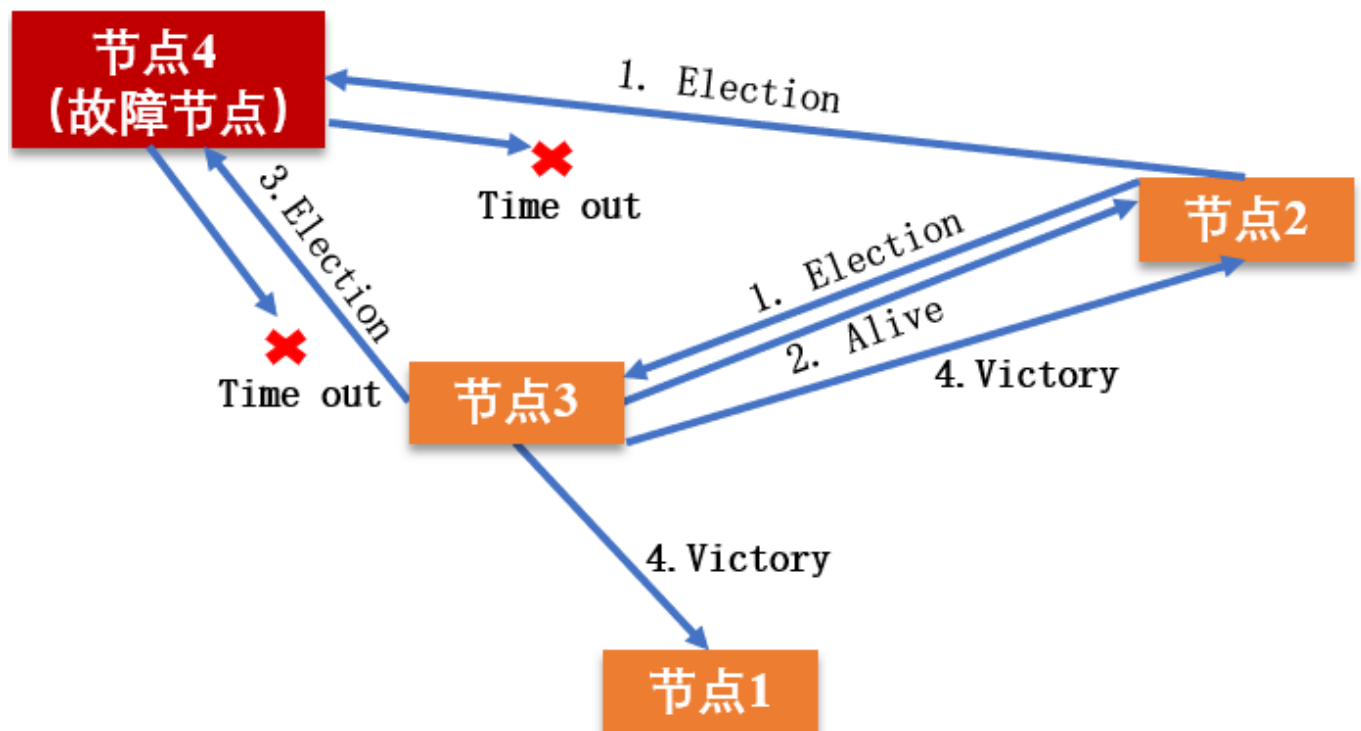 节点4
(故障节点)
1. Election
Time out
3.Election
节点2
1. Election
2. Alive
4.Victory
Time out
节点3
4.Victory
节点1